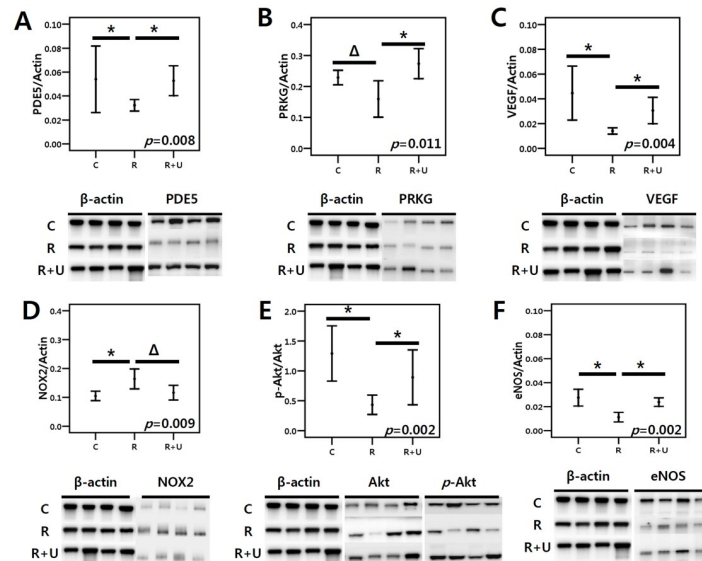 A
PDE5/Actin
0.10
0.08
0.06
0.04
0.02
0.00
*
*
p=0.008
C
R
R+U
β-actin
PDE5
C
R
R+U
B
PRKG/Actin
0.4
0.3
0.2
0.1
0.0
Δ
*
p=0.011
C
R
R+U
β-actin
PRKG
C
R
R+U
C
VEGF/Actin
0.10
0.08
0.06
0.04
0.02
0.00
*
*
p=0.004
C
R
R+U
β-actin
VEGF
C
R
R+U
D
NOX2/Actin
0.4
0.3
0.2
0.1
0.0
*
Δ
p=0.009
C
R
R+U
β-actin
NOX2
C
R
R+U
E
p-Akt/Akt
2.0
1.5
1.0
0.5
0.0
*
*
p=0.002
C
R
R+U
β-actin
Akt
p-Akt
C
R
R+U
F
eNOS/Actin
0.10
0.08
0.06
0.04
0.02
0.00
*
*
p=0.002
C
R
R+U
β-actin
eNOS
C
R
R+U